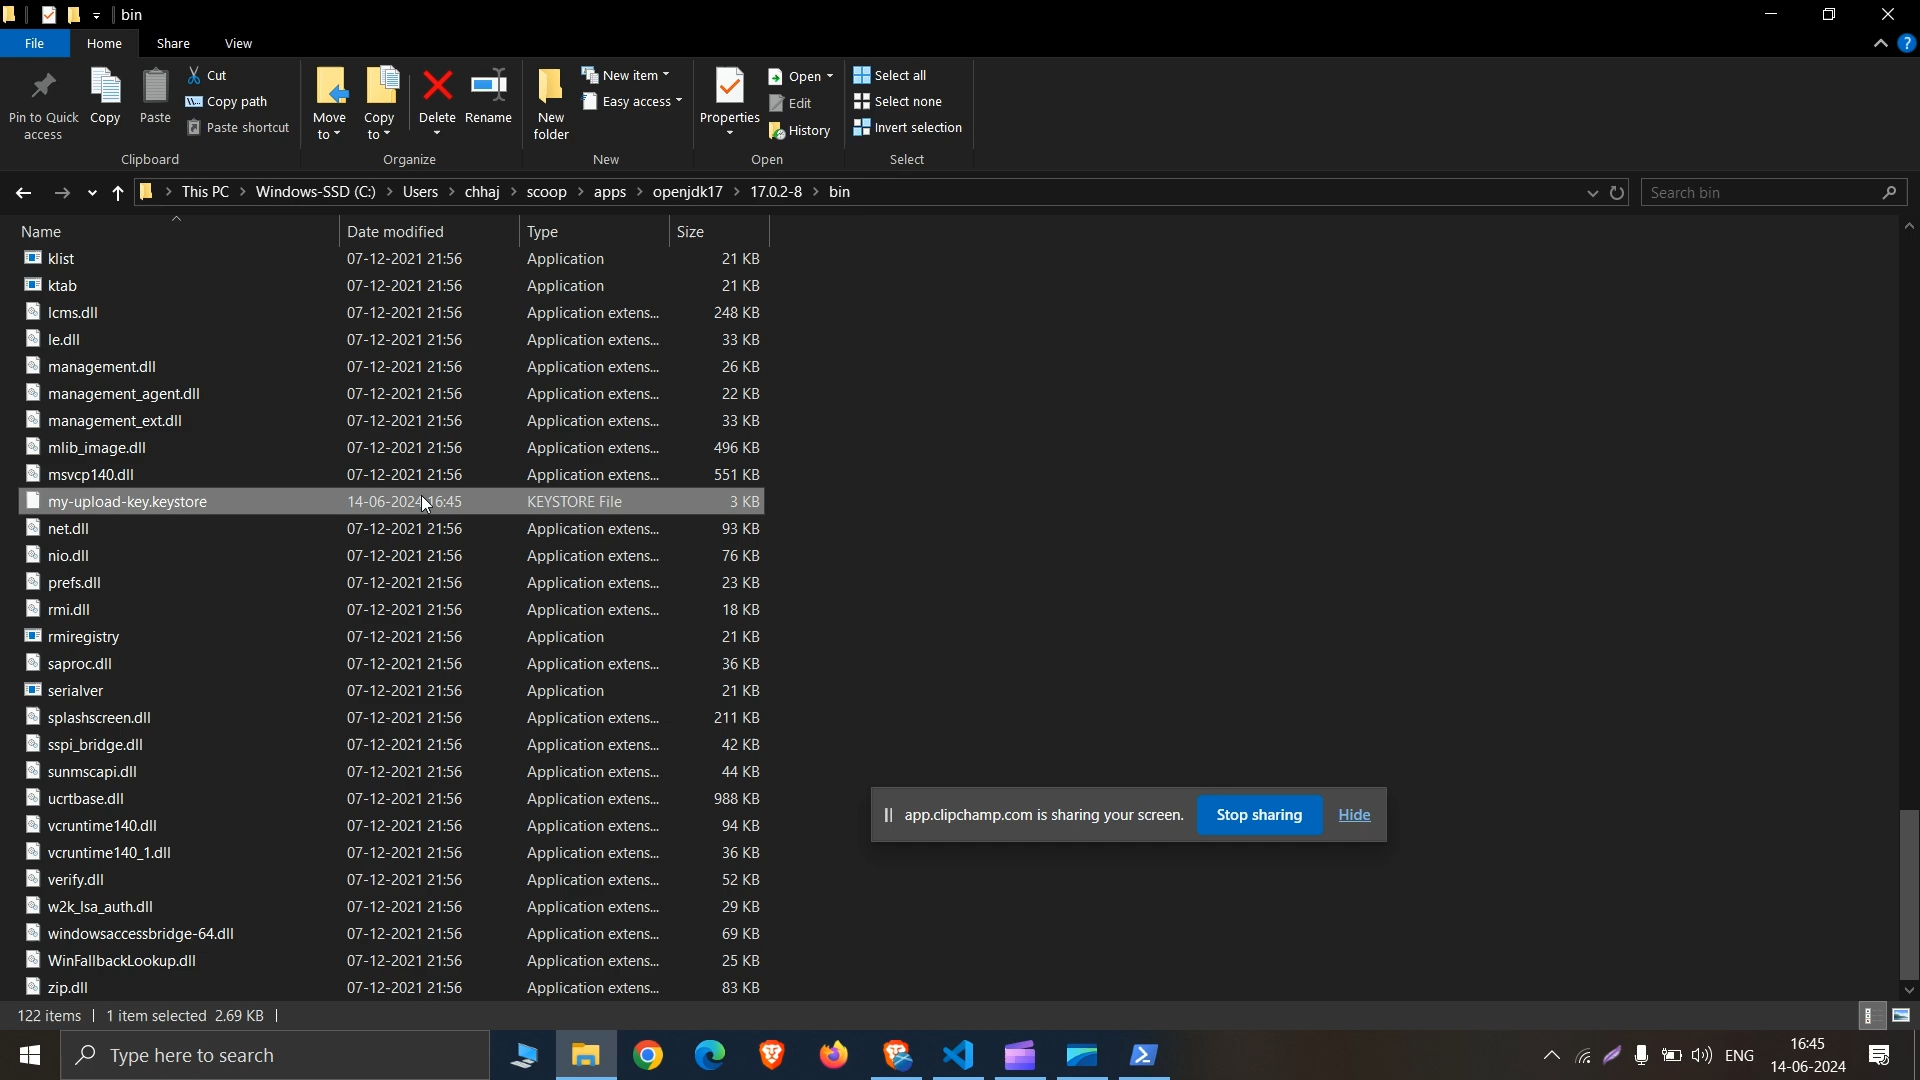 bin
File Home Share View
Pin to Quick access
Copy
Paste
Cut
Copy path
Paste shortcut
Clipboard
Move to
Copy to
Delete
Rename
Organize
New folder
New item
Easy access
New
Properties
Open
Edit
History
Open
Select all
Select none
Invert selection
Select
This PC > Windows-SSD (C:) > Users > chhaj > scoop > apps > openjdk17 > 17.0.2-8 > bin
Search bin
Name Date modified Type Size
klist 07-12-2021 21:56 Application 21 KB
ktab 07-12-2021 21:56 Application 21 KB
lcms.dll 07-12-2021 21:56 Application extens... 248 KB
le.dll 07-12-2021 21:56 Application extens... 33 KB
management.dll 07-12-2021 21:56 Application extens... 26 KB
management_agent.dll 07-12-2021 21:56 Application extens... 22 KB
management_ext.dll 07-12-2021 21:56 Application extens... 33 KB
mlib_image.dll 07-12-2021 21:56 Application extens... 496 KB
msvcp140.dll 07-12-2021 21:56 Application extens... 551 KB
my-upload-key.keystore 14-06-2024 16:45 KEYSTORE File 3 KB
net.dll 07-12-2021 21:56 Application extens... 93 KB
nio.dll 07-12-2021 21:56 Application extens... 76 KB
prefs.dll 07-12-2021 21:56 Application extens... 23 KB
rmi.dll 07-12-2021 21:56 Application extens... 18 KB
rmiregistry 07-12-2021 21:56 Application 21 KB
saproc.dll 07-12-2021 21:56 Application extens... 36 KB
serialver 07-12-2021 21:56 Application 21 KB
splashscreen.dll 07-12-2021 21:56 Application extens... 211 KB
sspi_bridge.dll 07-12-2021 21:56 Application extens... 42 KB
sunmscapi.dll 07-12-2021 21:56 Application extens... 44 KB
ucrtbase.dll 07-12-2021 21:56 Application extens... 988 KB
vcruntime140.dll 07-12-2021 21:56 Application extens... 94 KB
vcruntime140_1.dll 07-12-2021 21:56 Application extens... 36 KB
verify.dll 07-12-2021 21:56 Application extens... 52 KB
w2k_lsa_auth.dll 07-12-2021 21:56 Application extens... 29 KB
windowsaccessbridge-64.dll 07-12-2021 21:56 Application extens... 69 KB
WinFallbackLookup.dll 07-12-2021 21:56 Application extens... 25 KB
zip.dll 07-12-2021 21:56 Application extens... 83 KB
app.clipchamp.com is sharing your screen. Stop sharing Hide
122 items 1 item selected 2.69 KB
Type here to search
ENG
16:45
14-06-2024